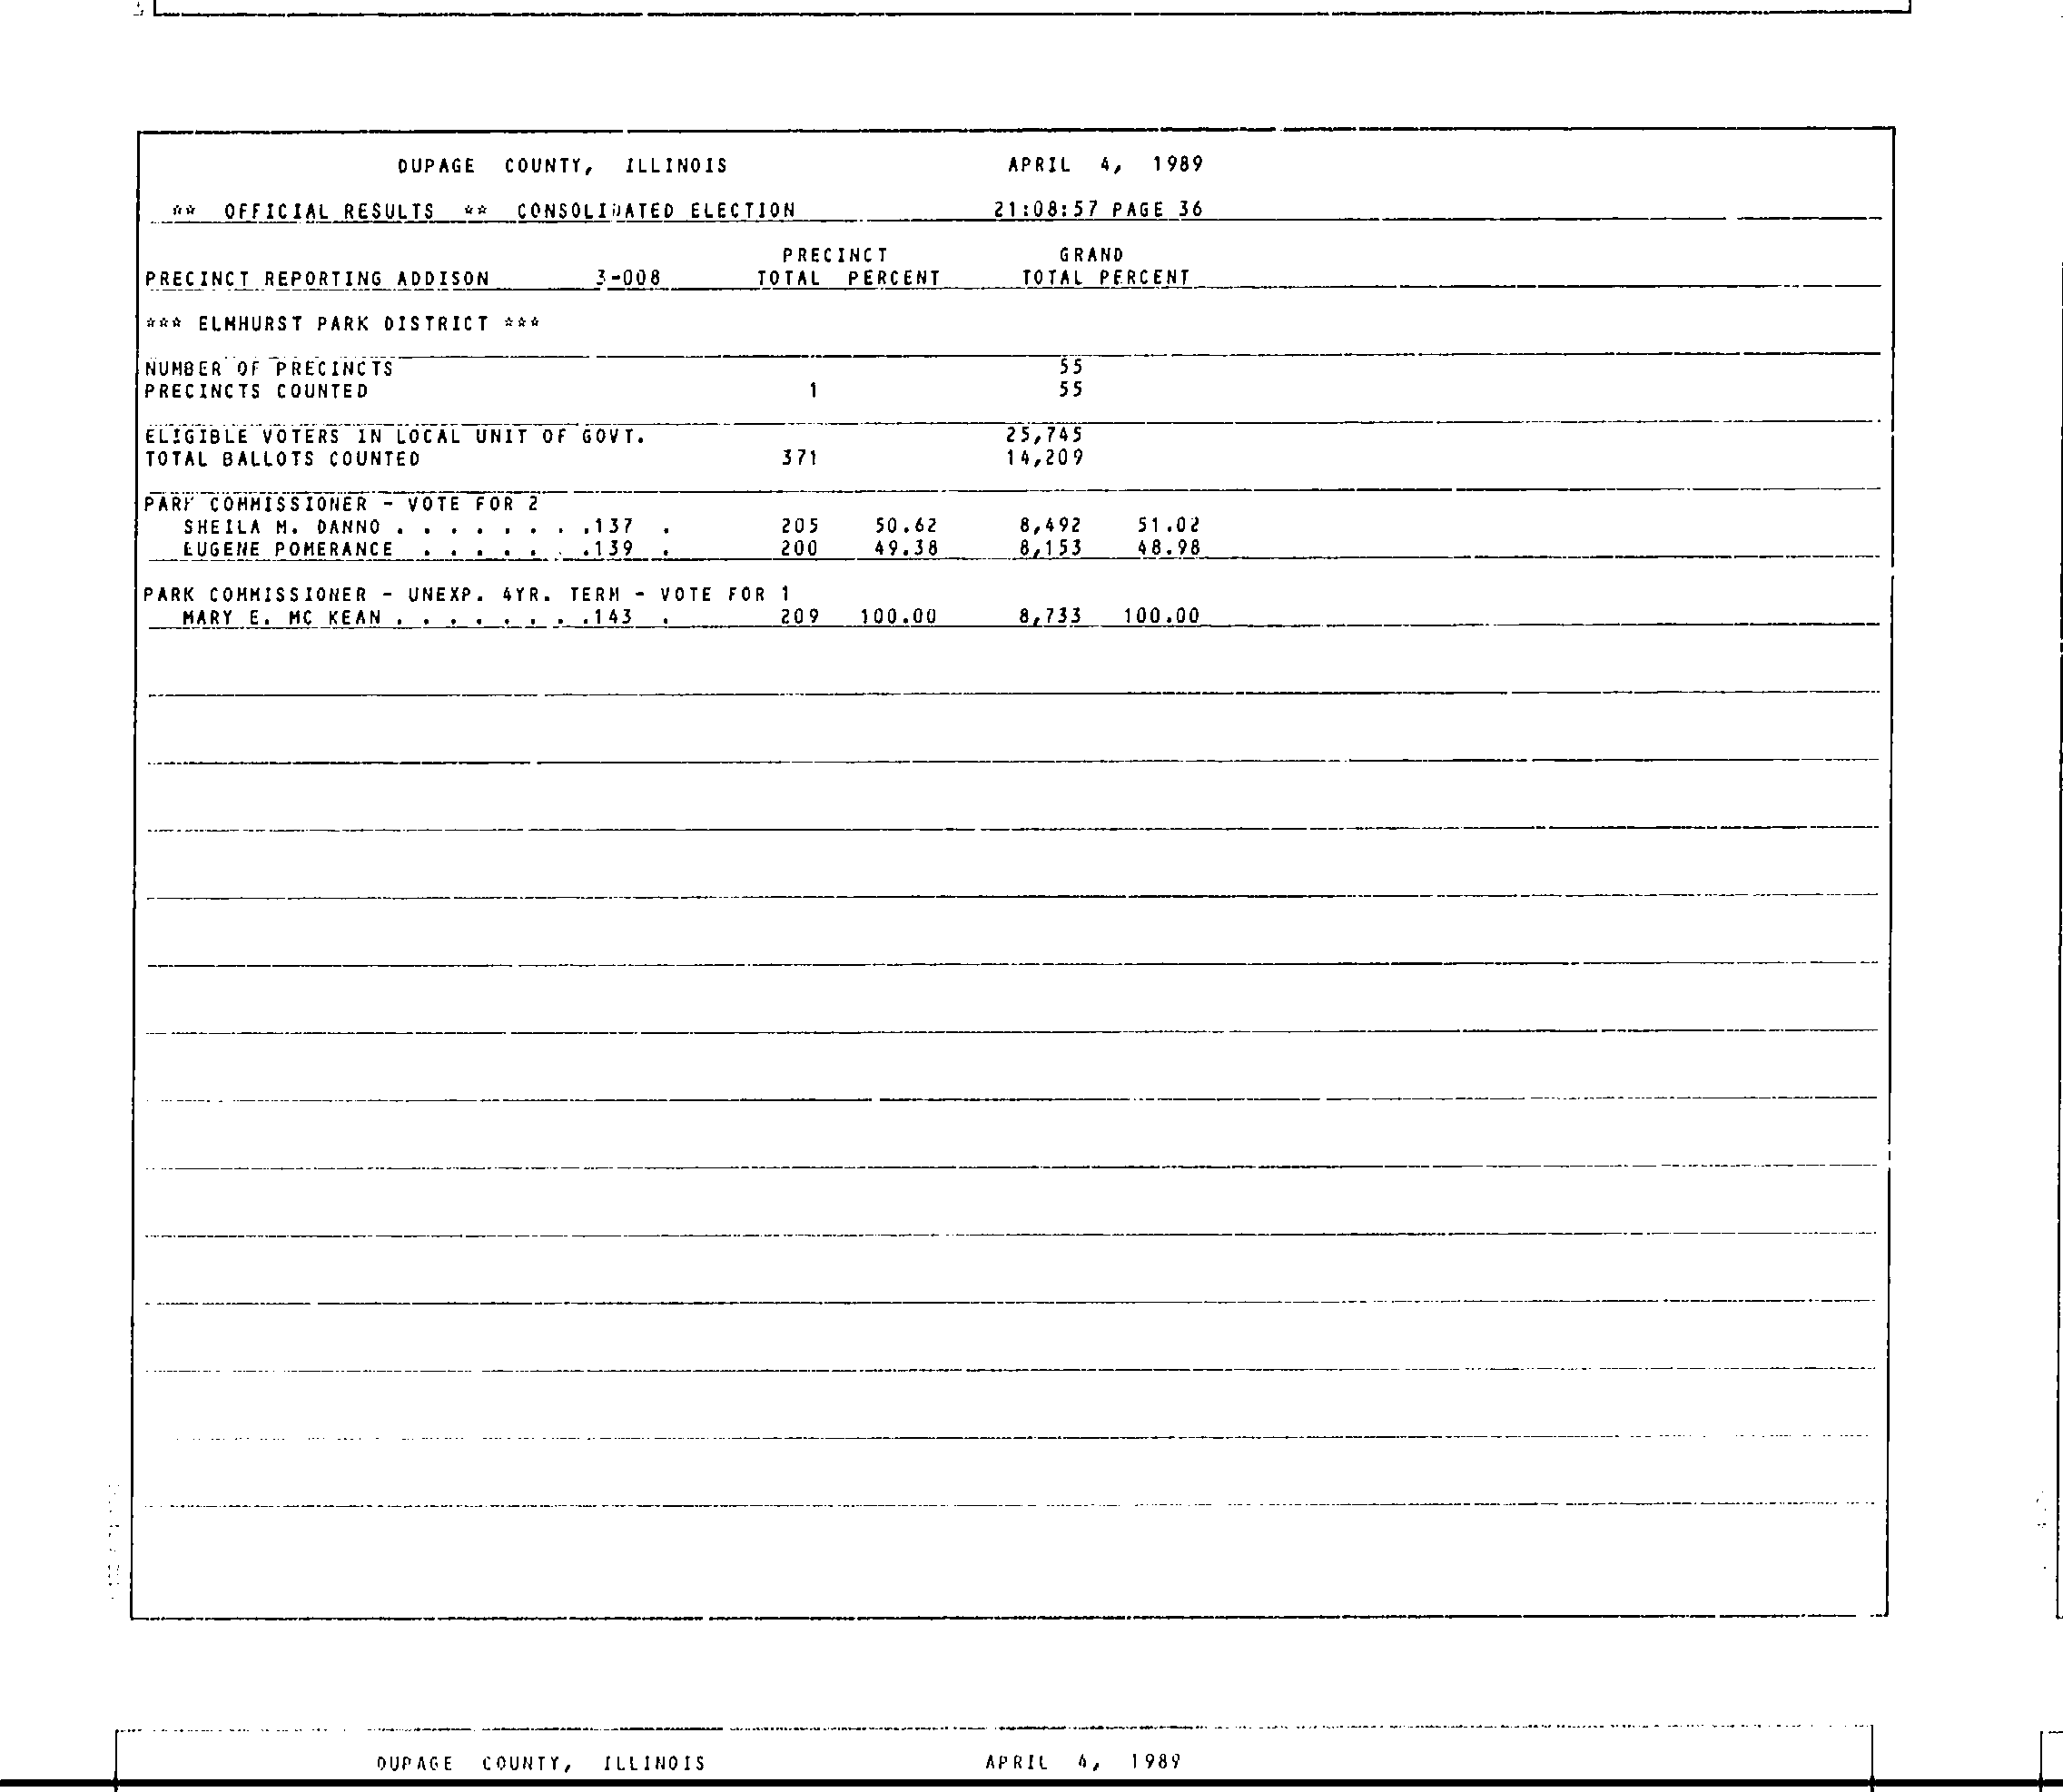 DUPAGE COUNTY, ILLINOIS APRIL 4, 1989
** OFFICIAL RESULTS ** CONSOLIDATED ELECTION 21:08:57 PAGE 36
PRECINCT GRAND
PRECINCT REPORTING ADDISON 3-008 TOTAL PERCENT TOTAL PERCENT
*** ELMHURST PARK DISTRICT ***
NUMBER OF PRECINCTS 55
PRECINCTS COUNTED 1 55
ELIGIBLE VOTERS IN LOCAL UNIT OF GOVT. 25,745
TOTAL BALLOTS COUNTED 371 14,209
PARK COMMISSIONER - VOTE FOR 2
SHEILA M. DANNO . . . . . . . .137 . 205 50.62 8,492 51.02
EUGENE POMERANCE . . . . . . .139 . 200 49.38 8,153 48.98
PARK COMMISSIONER - UNEXP. 4YR. TERM - VOTE FOR 1
MARY E. MC KEAN . . . . . . . .143 . 209 100.00 8,733 100.00
DUPAGE COUNTY, ILLINOIS APRIL 4, 1989